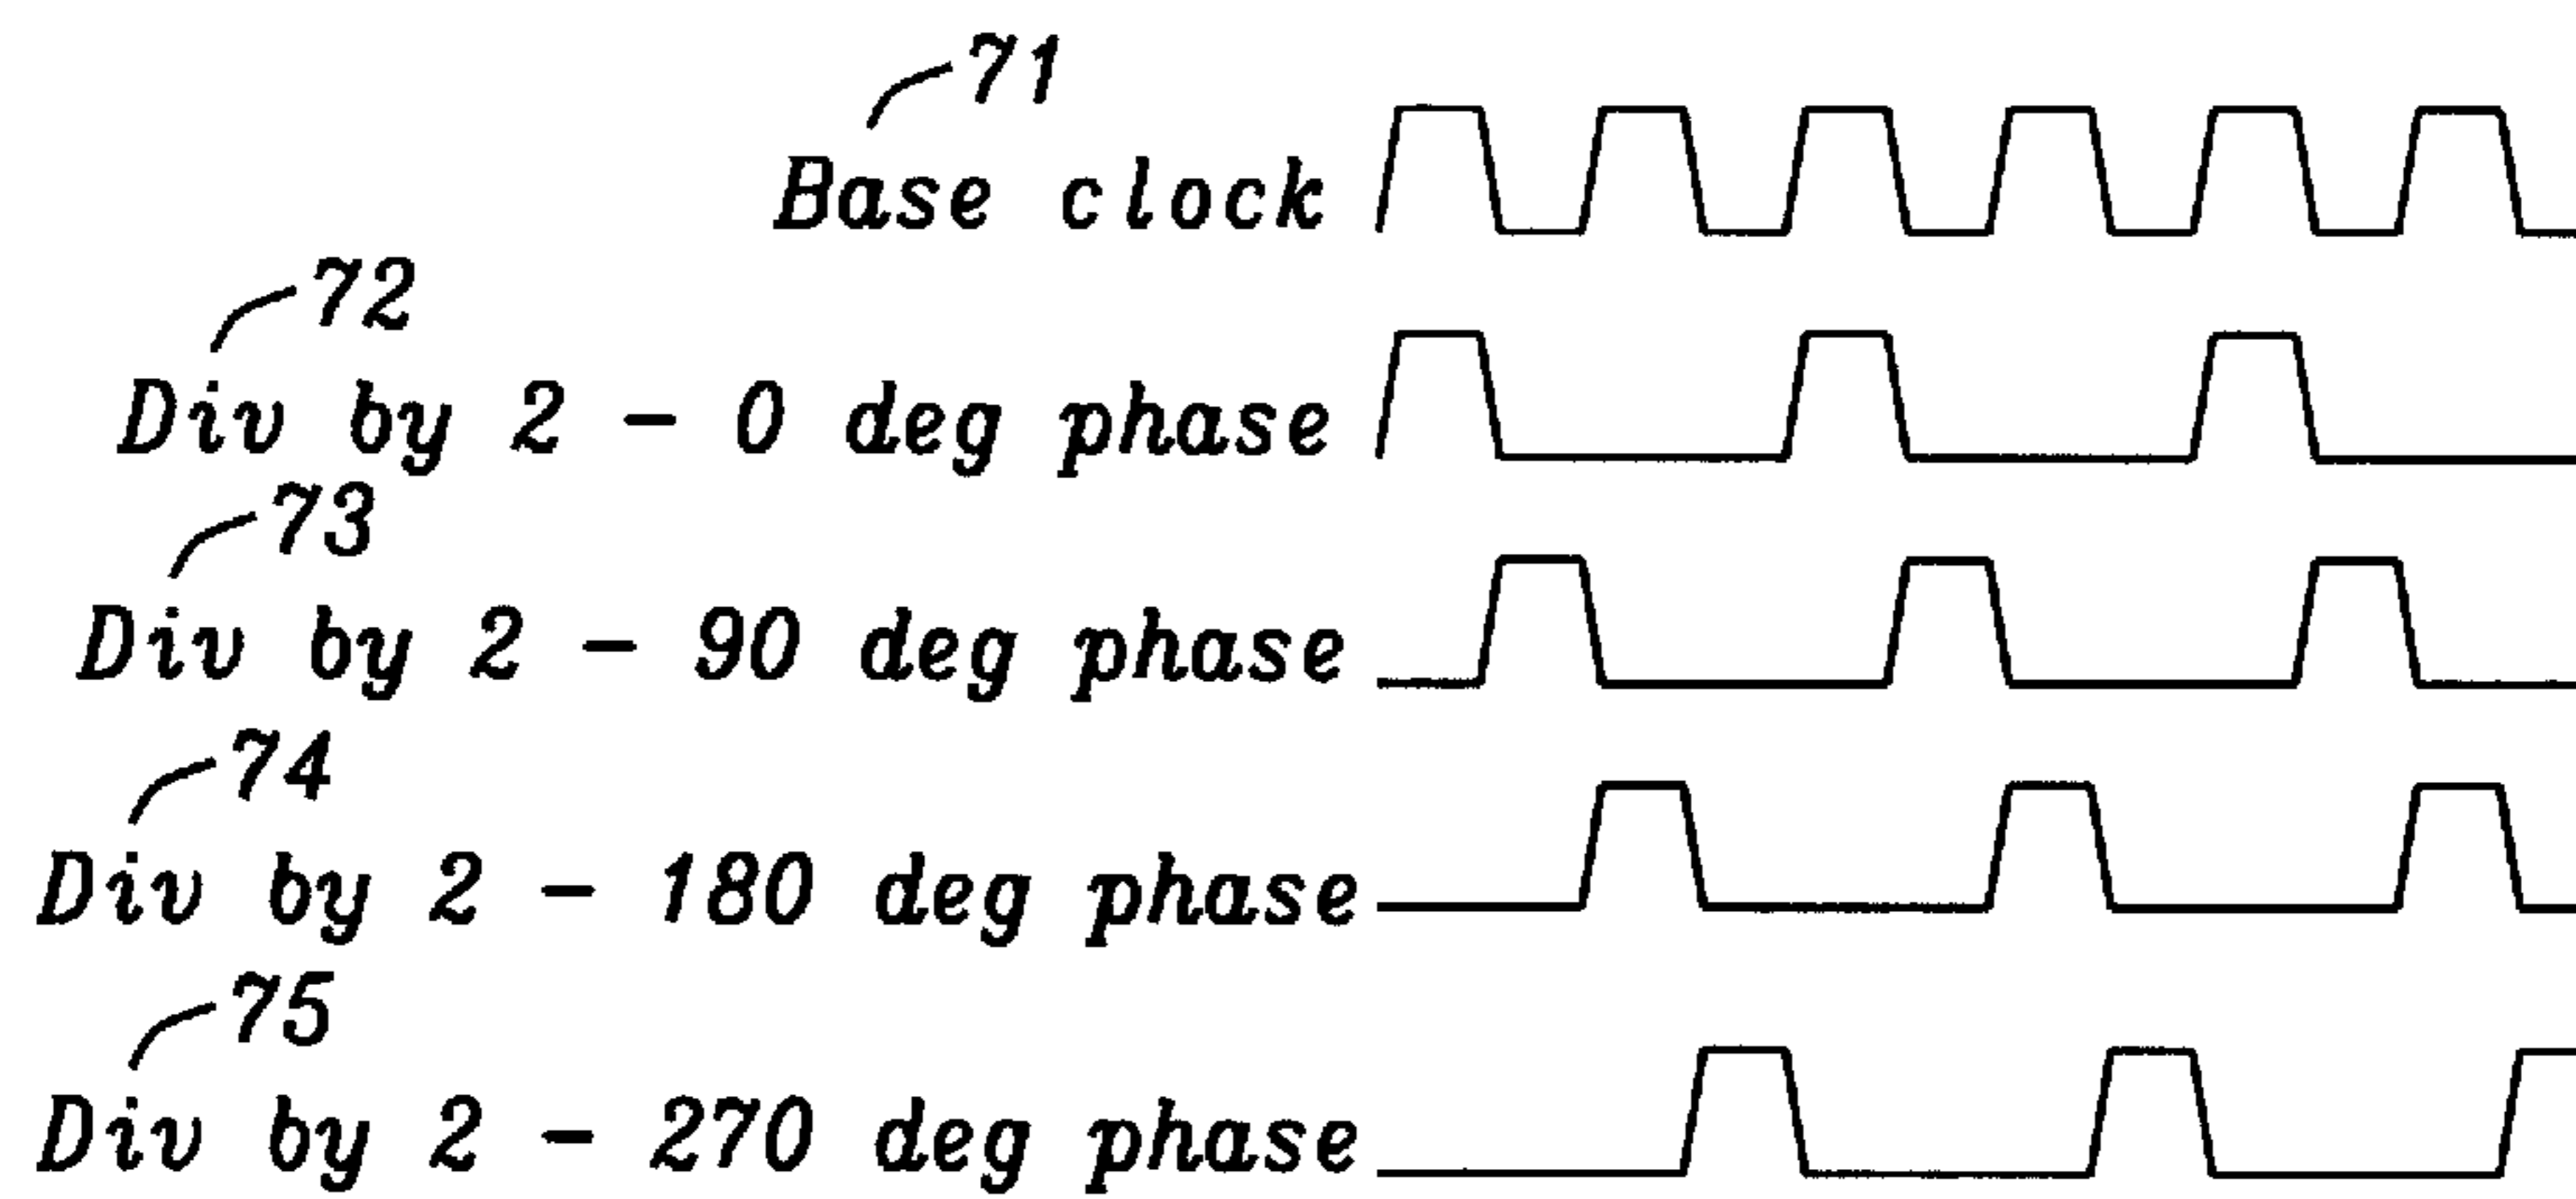 71
Base clock
72
Div by 2 - 0 deg phase
73
Div by 2 - 90 deg phase
74
Div by 2 - 180 deg phase
75
Div by 2 - 270 deg phase